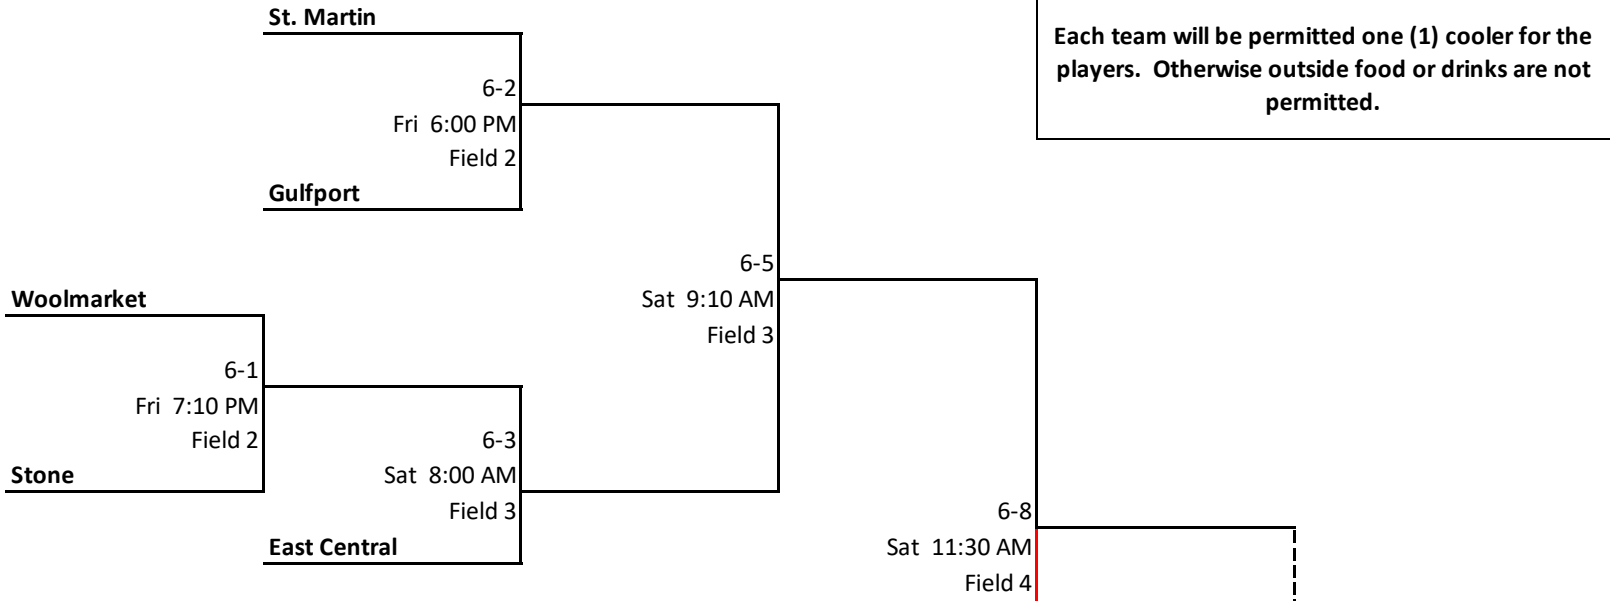 St. Martin
Each team will be permitted one (1) cooler for the
players.  Otherwise outside food or drinks are not
permitted.
6-2
Fri  6:00 PM
Field 2
Gulfport
6-5
Sat  9:10 AM
Field 3
Woolmarket
6-1
Fri  7:10 PM
Field 2
Stone
6-3
Sat  8:00 AM
Field 3
East Central
6-8
Sat  11:30 AM
Field 4